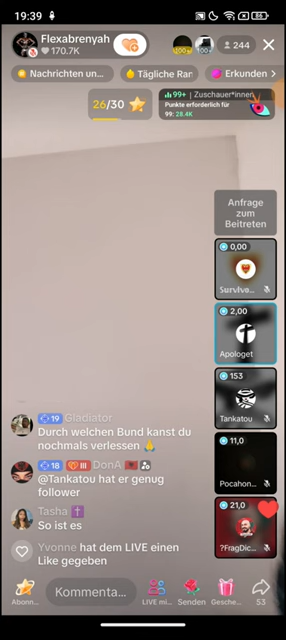 19:39
86
Flexabrenyah
170.7K
244
Nachrichten un...
Tägliche Ran
Erkunden
26/30
99+ | Zuschauer*innen
Punkte erforderlich für
99: 28.4K
Anfrage
zum
Beitreten
0,00
Survive...
2,00
Apologet
153
Tankatou
11,0
Pocahon...
21,0
?FragDic...
19 Gladiator
Durch welchen Bund kanst du
nochmals verlessen 🙏
18 III DonA 🇦🇱
@Tankatou hat er genug
follower
Tasha ✝️
So ist es
Yvonne hat dem LIVE einen
Like gegeben
Abonn...
Kommenta...
LIVE mi...
Senden
Gesche...
53